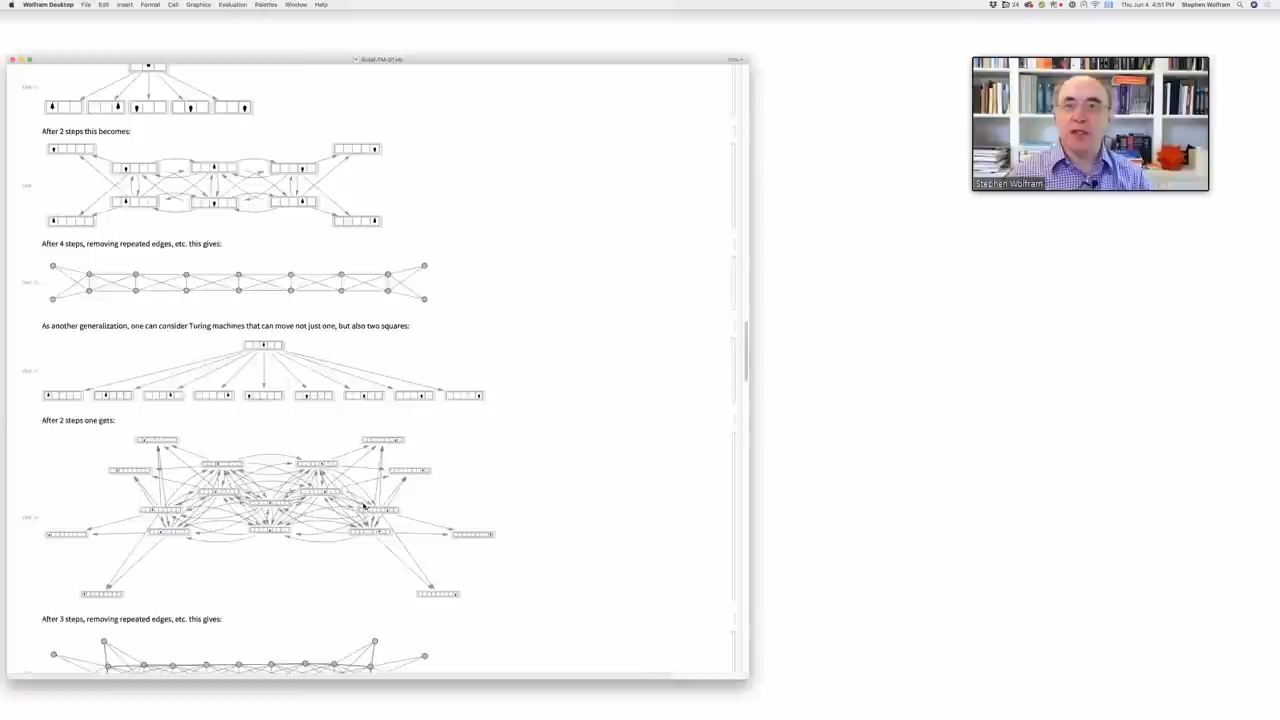 Wolfram Desktop File Edit Insert Format Cell Graphics Evaluation Palettes Window Help
24 Thu Jun 4 4:51 PM Stephen Wolfram
After 2 steps this becomes:
After 4 steps, removing repeated edges, etc. this gives:
As another generalization, one can consider Turing machines that can move not just one, but also two squares:
After 2 steps one gets:
After 3 steps, removing repeated edges, etc. this gives:
Stephen Wolfram